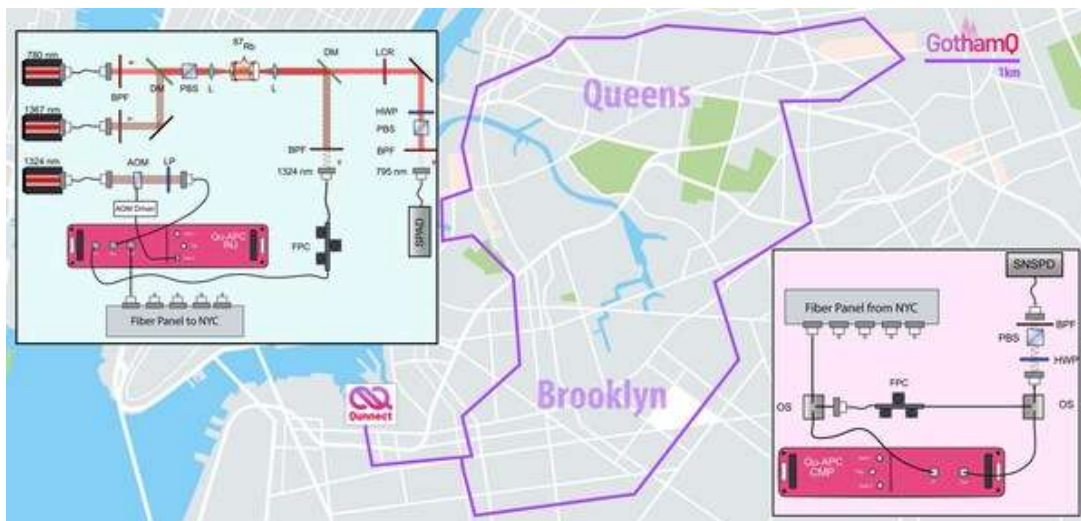 780 nm
1367 nm
1324 nm
BPF
DM
PBS
L
87Rb
L
DM
LCR
HWP
PBS
BPF
BPF
1324 nm
795 nm
AOM
LP
AOM Driver
FPC
SPAD
Qu-APC
INJ
Fiber Panel to NYC
Queens
Brooklyn
GothamQ
1km
Qunnect
Fiber Panel from NYC
SNSPD
BPF
PBS
HWP
FPC
OS
OS
Qu-APC
CMP